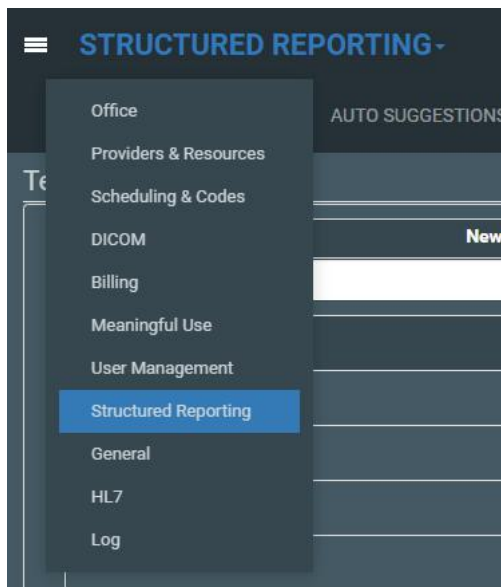 STRUCTURED REPORTING
Office
AUTO SUGGESTIONS
Providers & Resources
Te
Scheduling & Codes
DICOM
New
Billing
Meaningful Use
User Management
Structured Reporting
General
HL7
Log